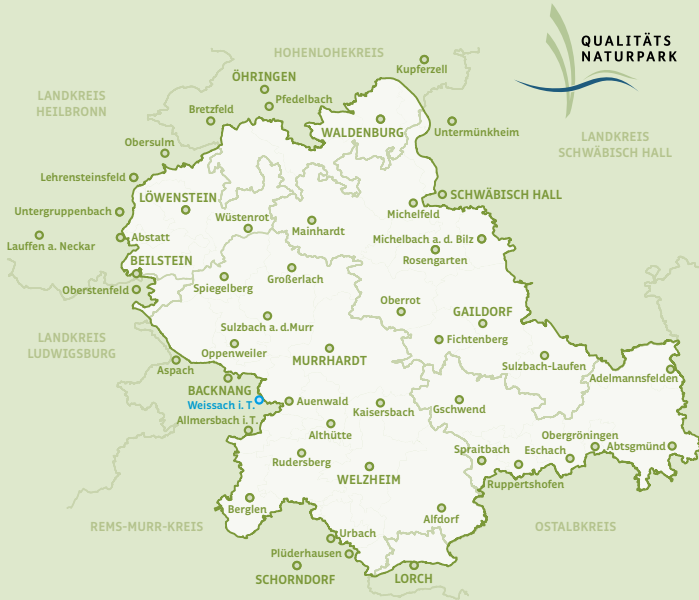 QUALITÄTS
NATURPARK
HOHENLOHEKREIS
Kupferzell
ÖHRINGEN
LANDKREIS
HEILBRONN
Pfedelbach
Bretzfeld
WALDENBURG
Untermünkheim
LANDKREIS
SCHWÄBISCH HALL
Obersulm
Lehrensteinsfeld
LÖWENSTEIN
SCHWÄBISCH HALL
Untergruppenbach
Wüstenrot
Michelfeld
Mainhardt
Lauffen a. Neckar
Abstatt
Michelbach a. d. Bilz
Rosengarten
BEILSTEIN
Oberstenfeld
Spiegelberg
Großerlach
Oberrot
GAILDORF
Sulzbach a. d.Murr
LANDKREIS
LUDWIGSBURG
Fichtenberg
Oppenweiler
MURRHARDT
Aspach
Sulzbach-Laufen
Adelmannsfelden
BACKNANG
Weissach i. T.
Auenwald
Kaisersbach
Gschwend
Allmersbach i.T.
Althütte
Obergröningen
Spraitbach
Eschach
Abtsgmünd
Rudersberg
WELZHEIM
Ruppertshofen
Berglen
Alfdorf
REMS-MURR-KREIS
OSTALBKREIS
Urbach
Plüderhausen
SCHORNDORF
LORCH